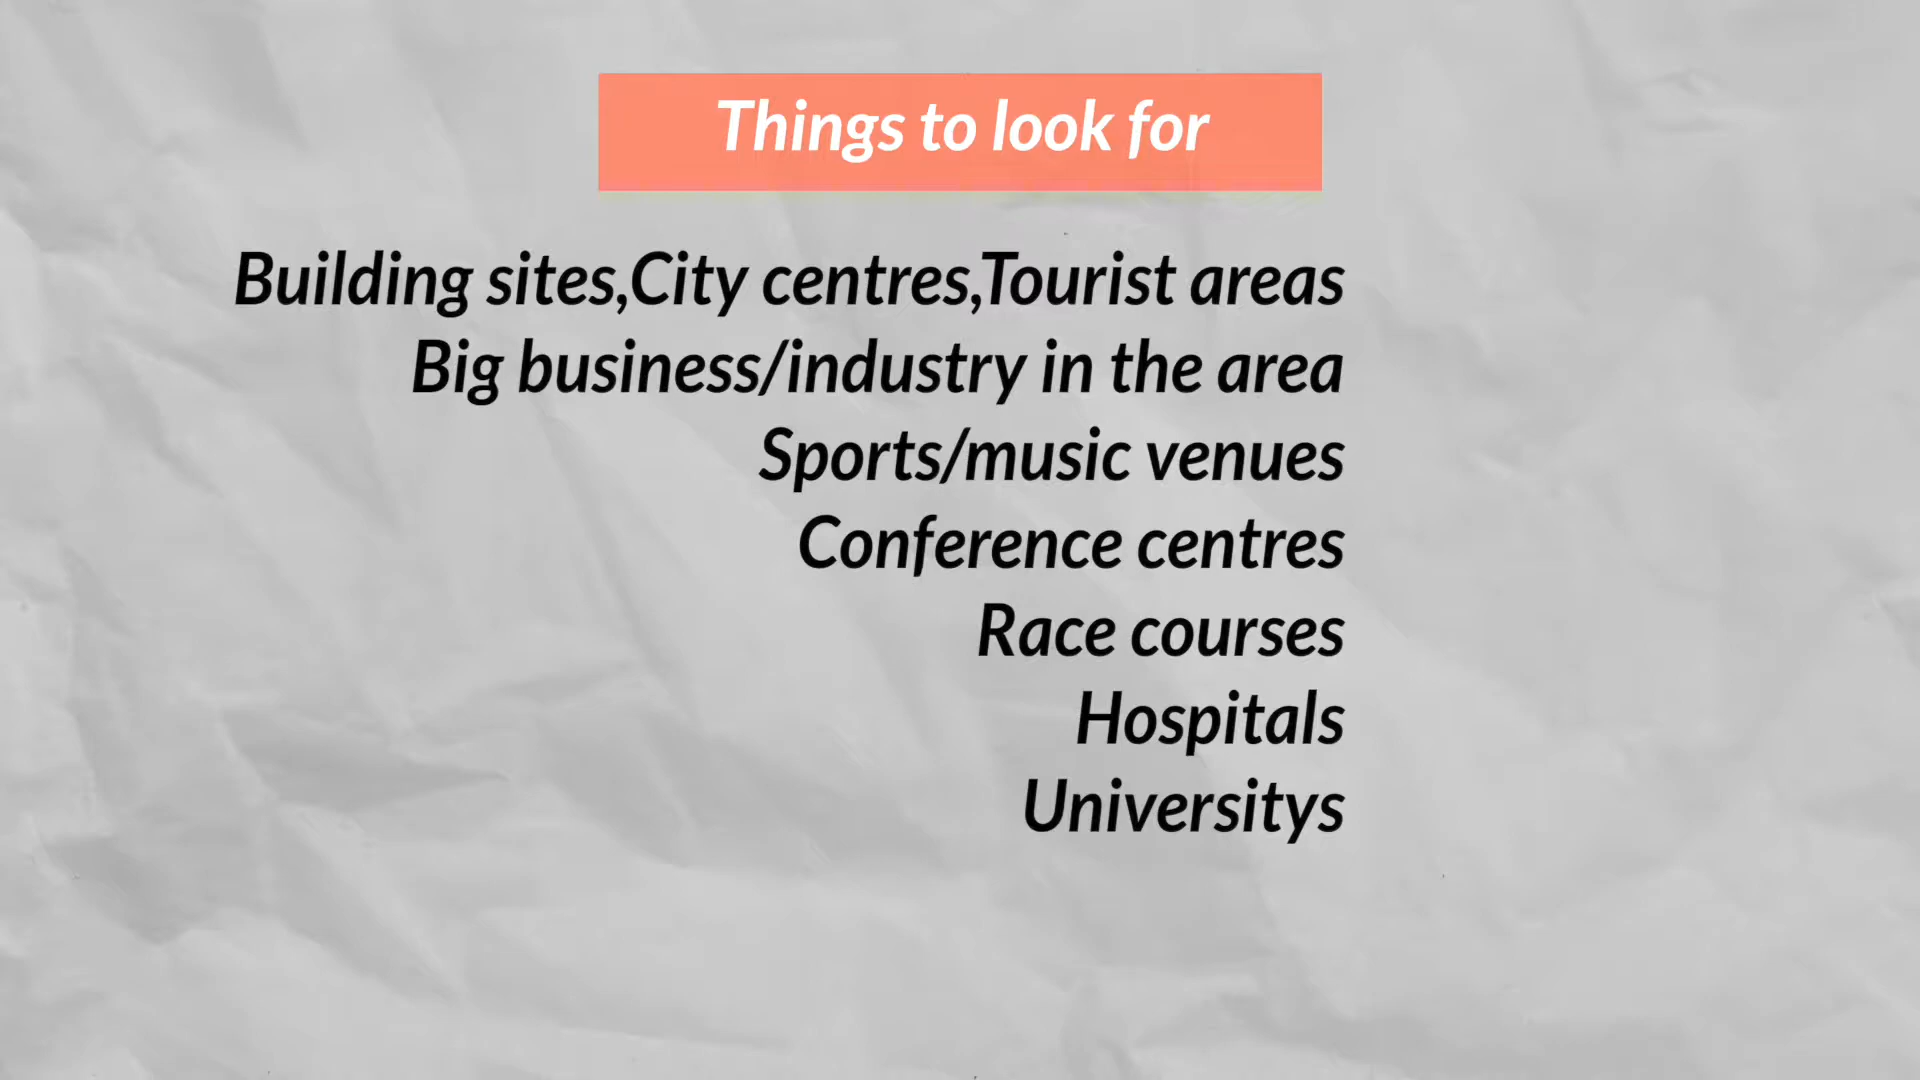 Things to look for
Building sites,City centres,Tourist areas
Big business/industry in the area
Sports/music venues
Conference centres
Race courses
Hospitals
Universitys